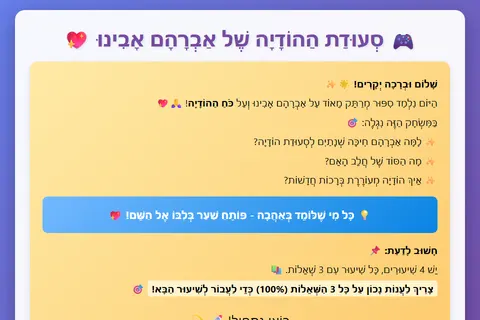 🎮 סְעוּדַת הַהוֹדָיָה שֶׁל אַבְרָהָם אָבִינוּ 💖
שָׁלוֹם וּבְרָכָה יְקָרִים! 🌟 ✨
הַיּוֹם נִלְמַד סִפּוּר מְרַתֵּק מְאוֹד עַל אַבְרָהָם אָבִינוּ וְעַל כֹּחַ הַהוֹדָיָה! 🙏 💖
בַּמִּשְׂחָק הַזֶּה נְגַלֶּה: 🎯
✨ לָמָּה אַבְרָהָם חִיכָּה שְׁנָתַיִם לִסְעוּדַת הוֹדָיָה?
✨ מַה הַסּוֹד שֶׁל חֲלֵב הָאֵם?
✨ אֵיךְ הוֹדָיָה מְעוֹרֶרֶת בְּרָכוֹת חֲדָשׁוֹת?
💡 כָּל מִי שֶׁלּוֹמֵד בְּאַהֲבָה - פּוֹתֵחַ שַׁעַר בְּלִבּוֹ אֶל הַשֵּׁם! 💖
חָשׁוּב לָדַעַת: 📌
יֵשׁ 4 שִׁיעוּרִים, כָּל שִׁיעוּר עִם 3 שְׁאֵלוֹת. 📚
צָרִיךְ לַעֲנוֹת נָכוֹן עַל כָּל 3 הַשְּׁאֵלוֹת (100%) כְּדֵי לַעֲבוֹר לַשִּׁיעוּר הַבָּא! 🎯